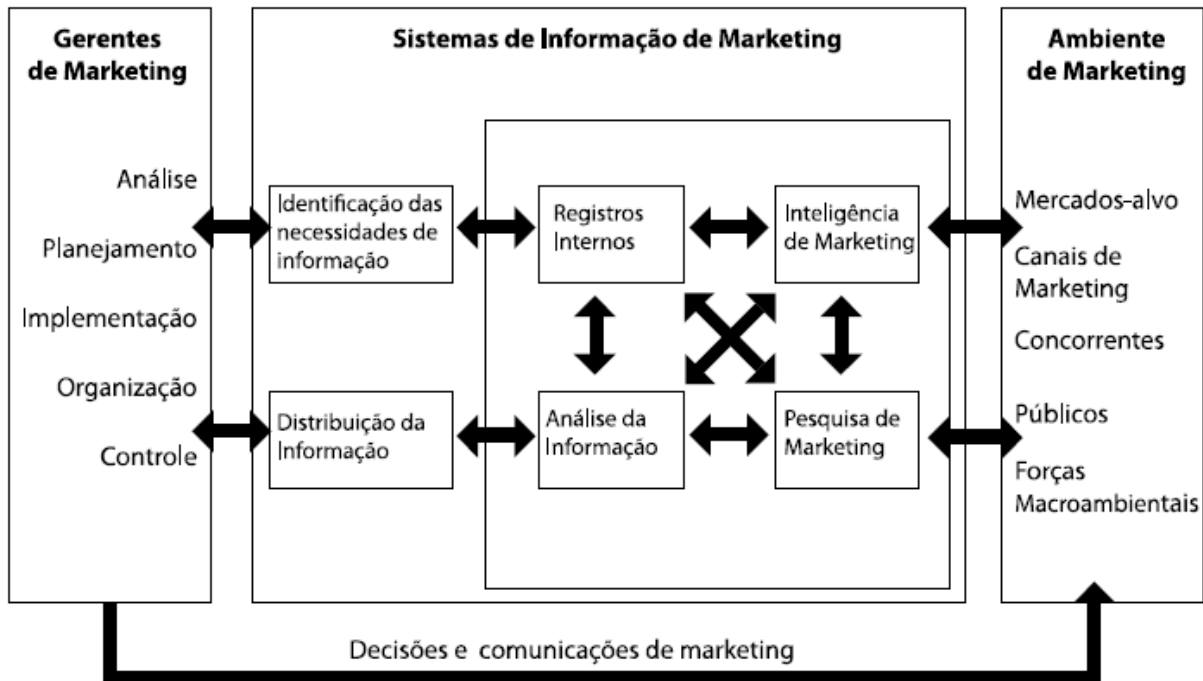 Gerentes
de Marketing
Análise
Planejamento
Implementação
Organização
Controle
Sistemas de Informação de Marketing
Identificação das
necessidades de
informação
Registros
Internos
Inteligência
de Marketing
Distribuição da
Informação
Análise da
Informação
Pesquisa de
Marketing
Ambiente
de Marketing
Mercados-alvo
Canais de
Marketing
Concorrentes
Públicos
Forças
Macroambientais
Decisões e comunicações de marketing